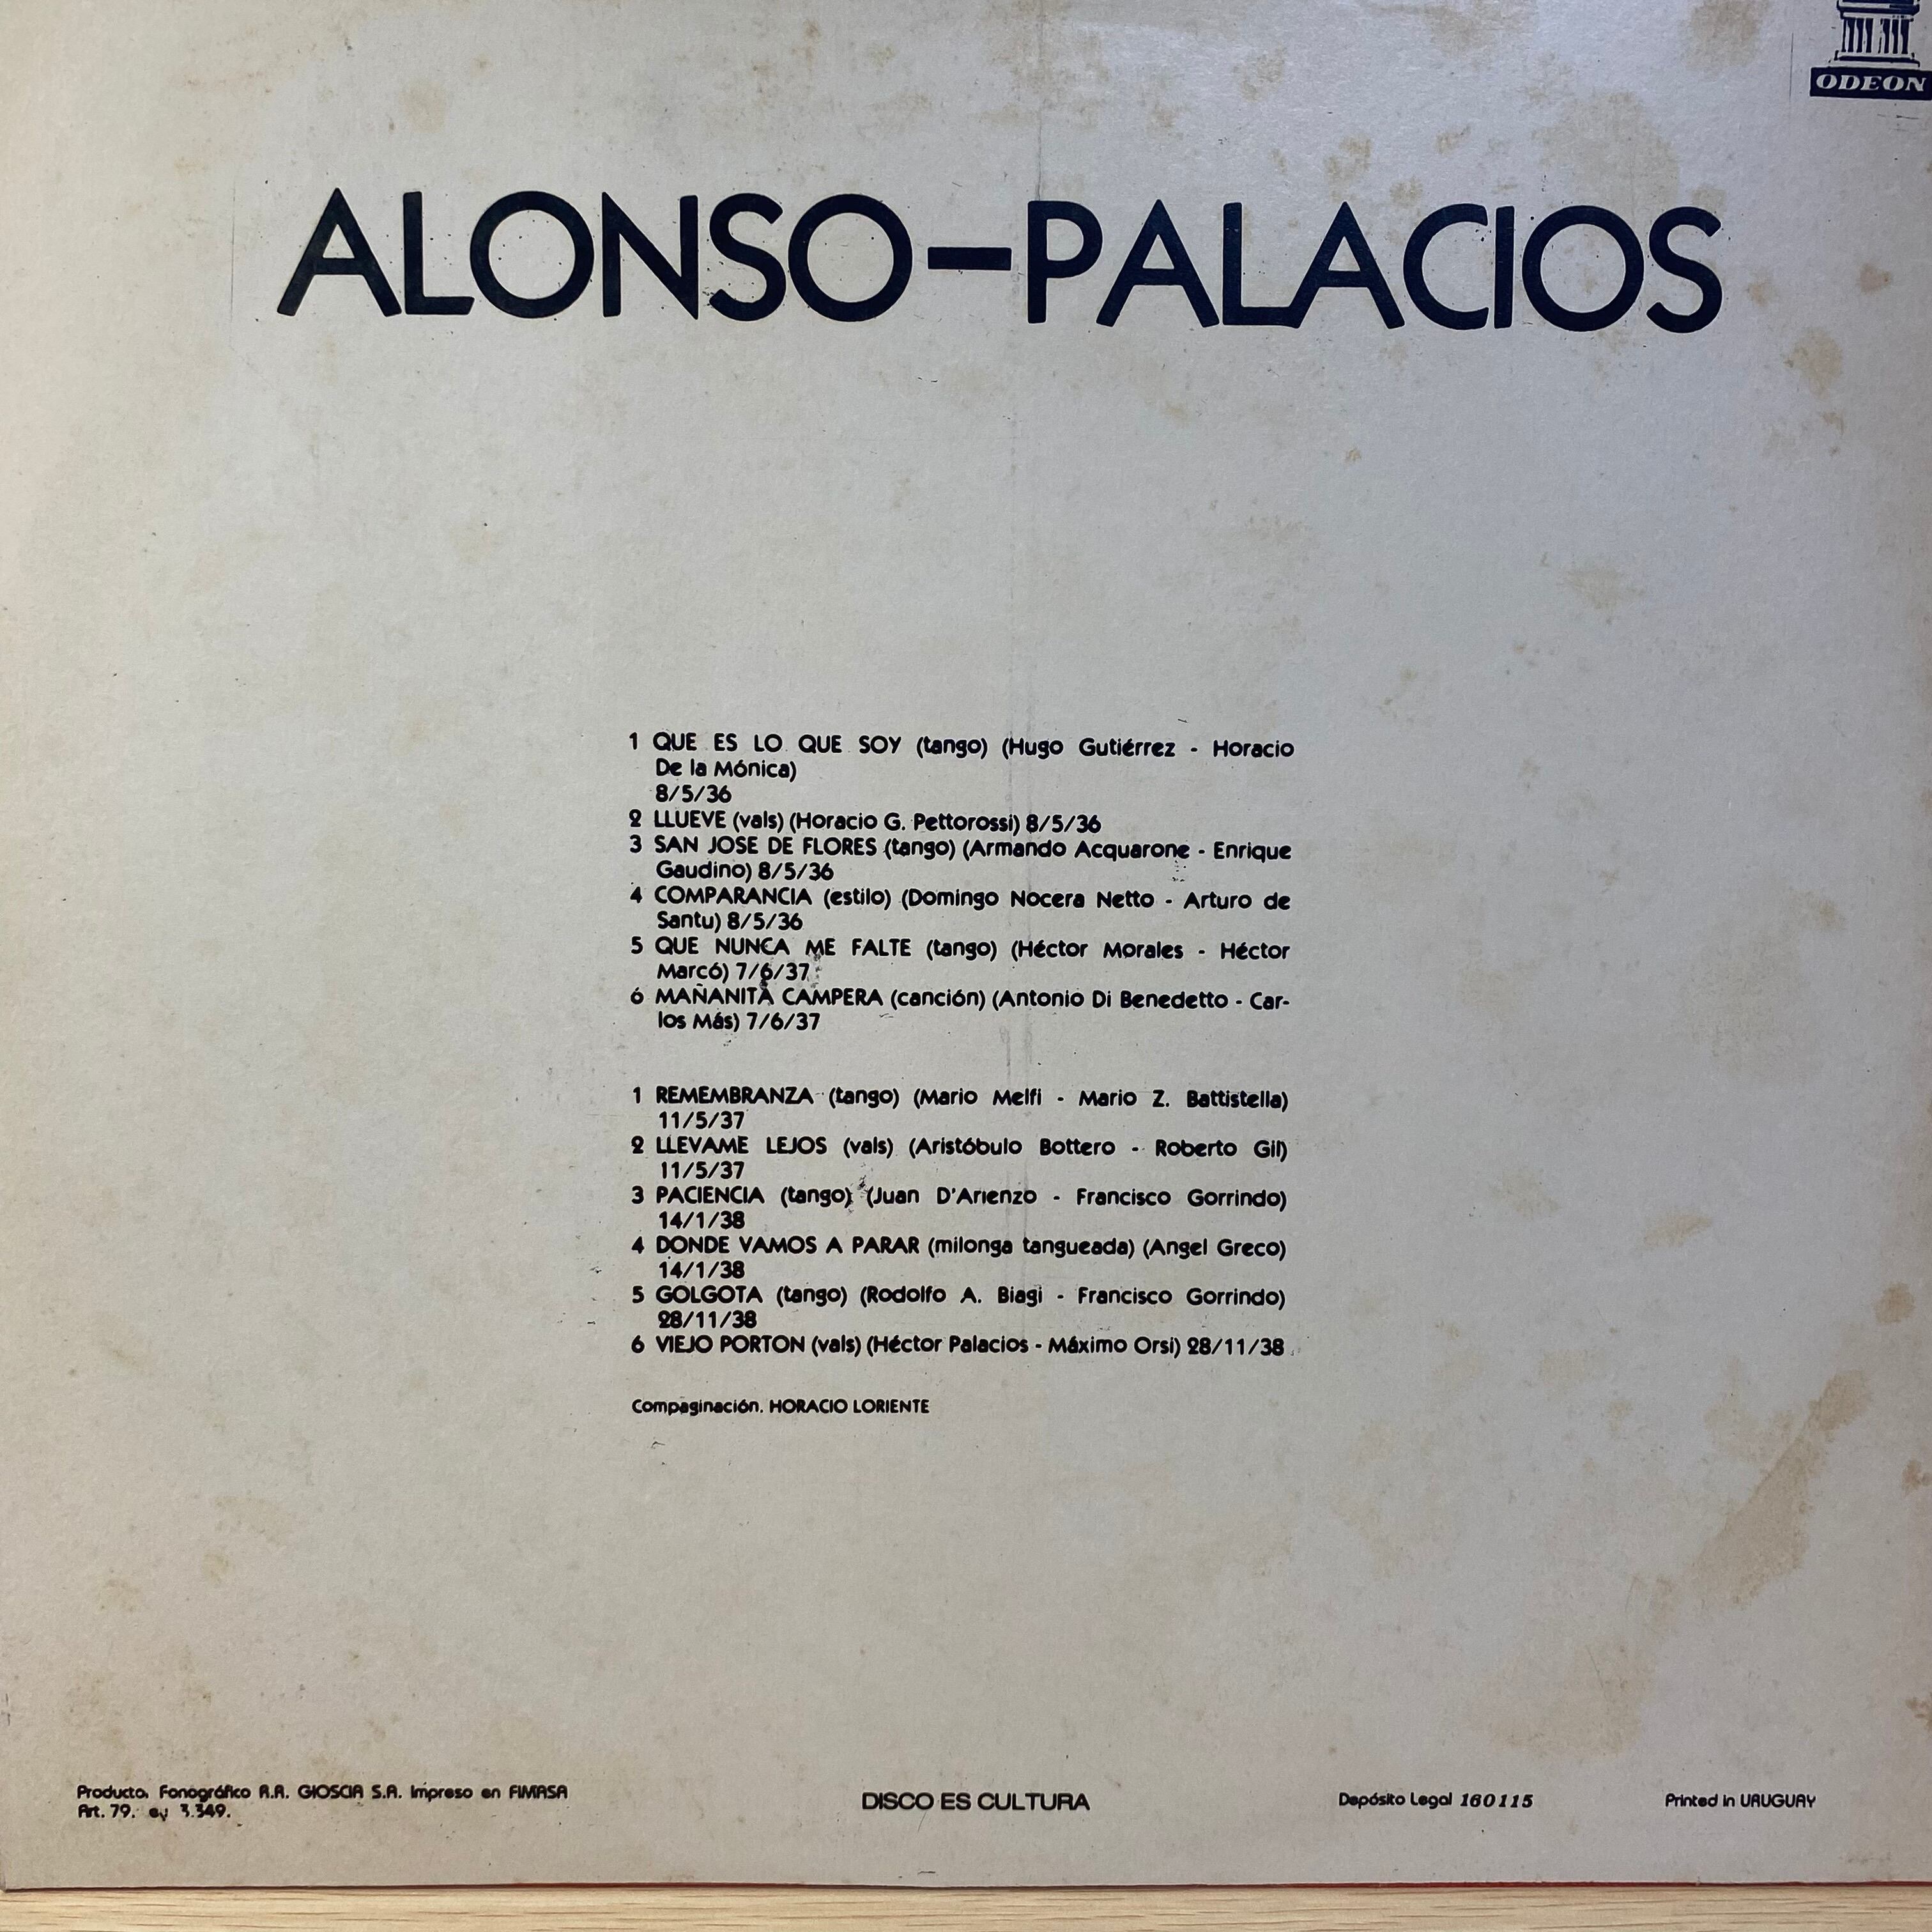 ODEON
ALONSO-PALACIOS
1 QUE ES LO QUE SOY (tango) (Hugo Gutiérrez - Horacio
De la Mónica)
8/5/36
2 LLUEVE (vals) (Horacio G. Pettorossi) 8/5/36
3 SAN JOSE DE FLORES (tango) (Armando Acquarone - Enrique
Gaudino) 8/5/36
4 COMPARANCIA (estilo) (Domingo Nocera Netto - Arturo de
Santu) 8/5/36
5 QUE NUNCA ME FALTE (tango) (Héctor Morales - Héctor
Marcó) 7/6/37
6 MAÑANITA CAMPERA (canción) (Antonio Di Benedetto - Car-
los Más) 7/6/37
1 REMEMBRANZA (tango) (Mario Melfi - Mario Z. Battistella)
11/5/37
2 LLEVAME LEJOS (vals) (Aristóbulo Bottero - Roberto Gil)
11/5/37
3 PACIENCIA (tango) (Juan D'Arienzo - Francisco Gorrindo)
14/1/38
4 DONDE VAMOS A PARAR (milonga tangueada) (Angel Greco)
14/1/38
5 GOLGOTA (tango) (Rodolfo A. Biagi - Francisco Gorrindo)
28/11/38
6 VIEJO PORTON (vals) (Héctor Palacios - Máximo Orsi) 28/11/38
Compaginación. HORACIO LORIENTE
Producto. Fonográfico R.R. GIOSCIA S.A. Impreso en FIMASA
Art. 79. 3.349.
DISCO ES CULTURA
Depósito Legal 160115
Printed in URUGUAY